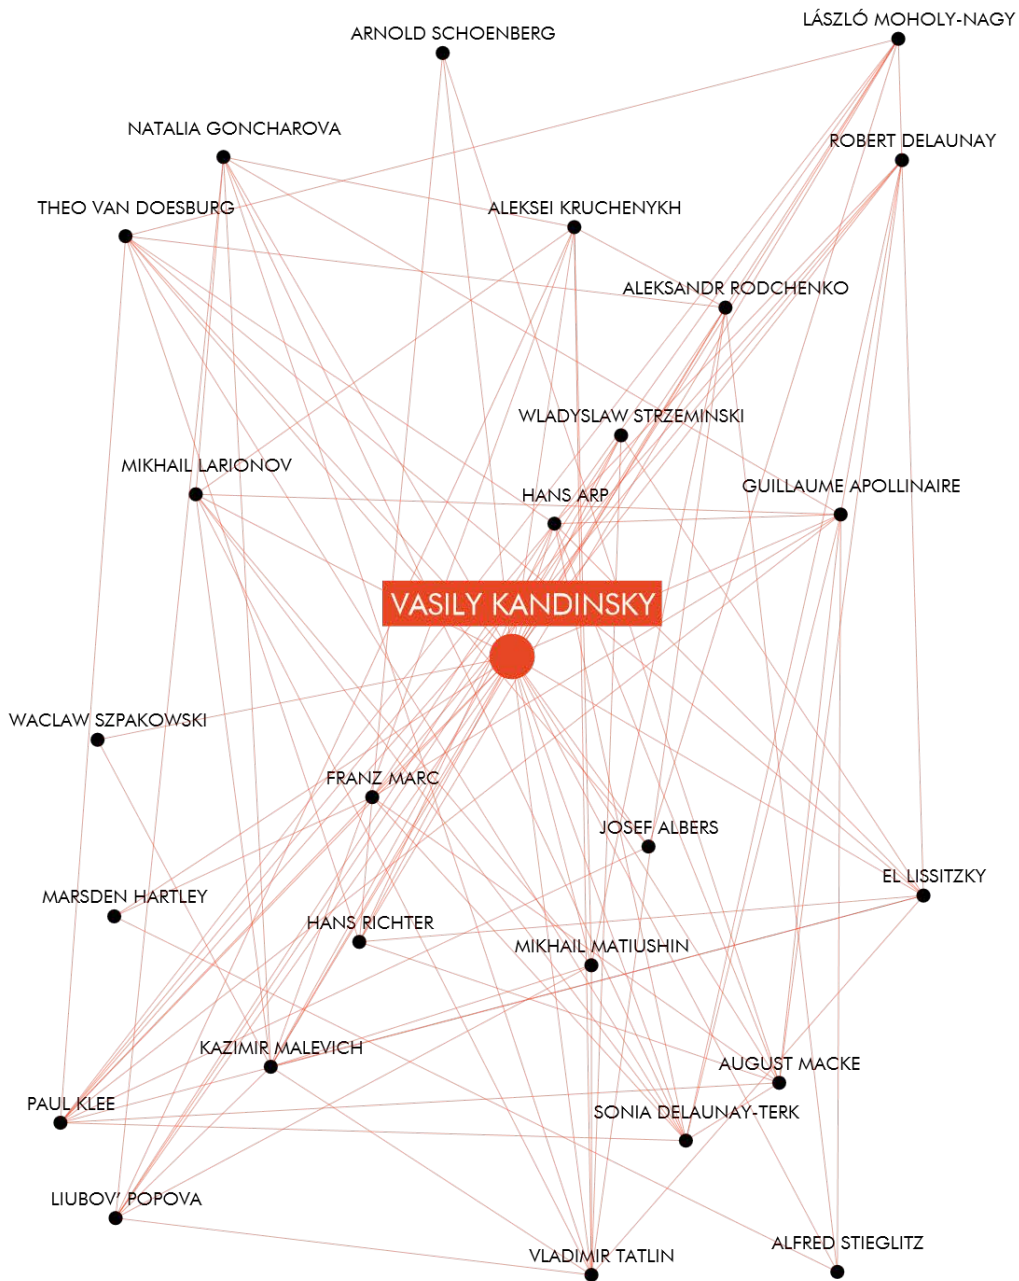 LÁSZLÓ MOHOLY-NAGY
ARNOLD SCHOENBERG
NATALIA GONCHAROVA
ROBERT DELAUNAY
THEO VAN DOESBURG
ALEKSEI KRUCHENYKH
ALEKSANDR RODCHENKO
WLADYSLAW STRZEMINSKI
MIKHAIL LARIONOV
GUILLAUME APOLLINAIRE
HANS ARP
VASILY KANDINSKY
WACLAW SZPAKOWSKI
FRANZ MARC
JOSEF ALBERS
EL LISSITZKY
MARSDEN HARTLEY
HANS RICHTER
MIKHAIL MATIUSHIN
KAZIMIR MALEVICH
AUGUST MACKE
PAUL KLEE
SONIA DELAUNAY-TERK
LIUBOV' POPOVA
ALFRED STIEGLITZ
VLADIMIR TATLIN